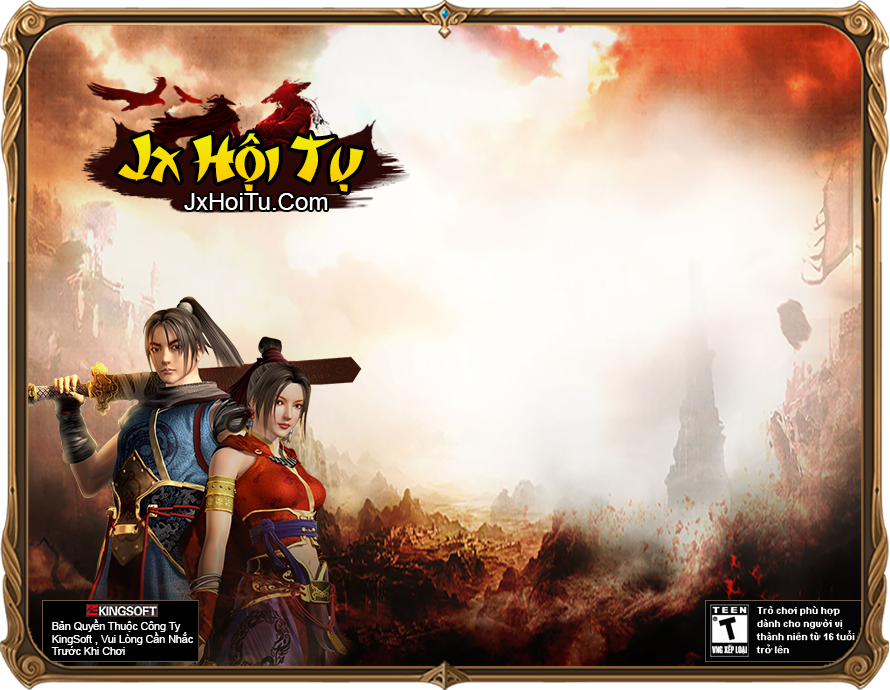 Jx Hội Tụ
JxHoiTu.Com
KINGSOFT
Bản Quyền Thuộc Công Ty
KingSoft , Vui Lòng Cần Nhắc
Trước Khi Chơi
TEEN
T
VNG XẾP LOẠI
Trò chơi phù hợp
dành cho người vị
thành niên từ 16 tuổi
trở lên